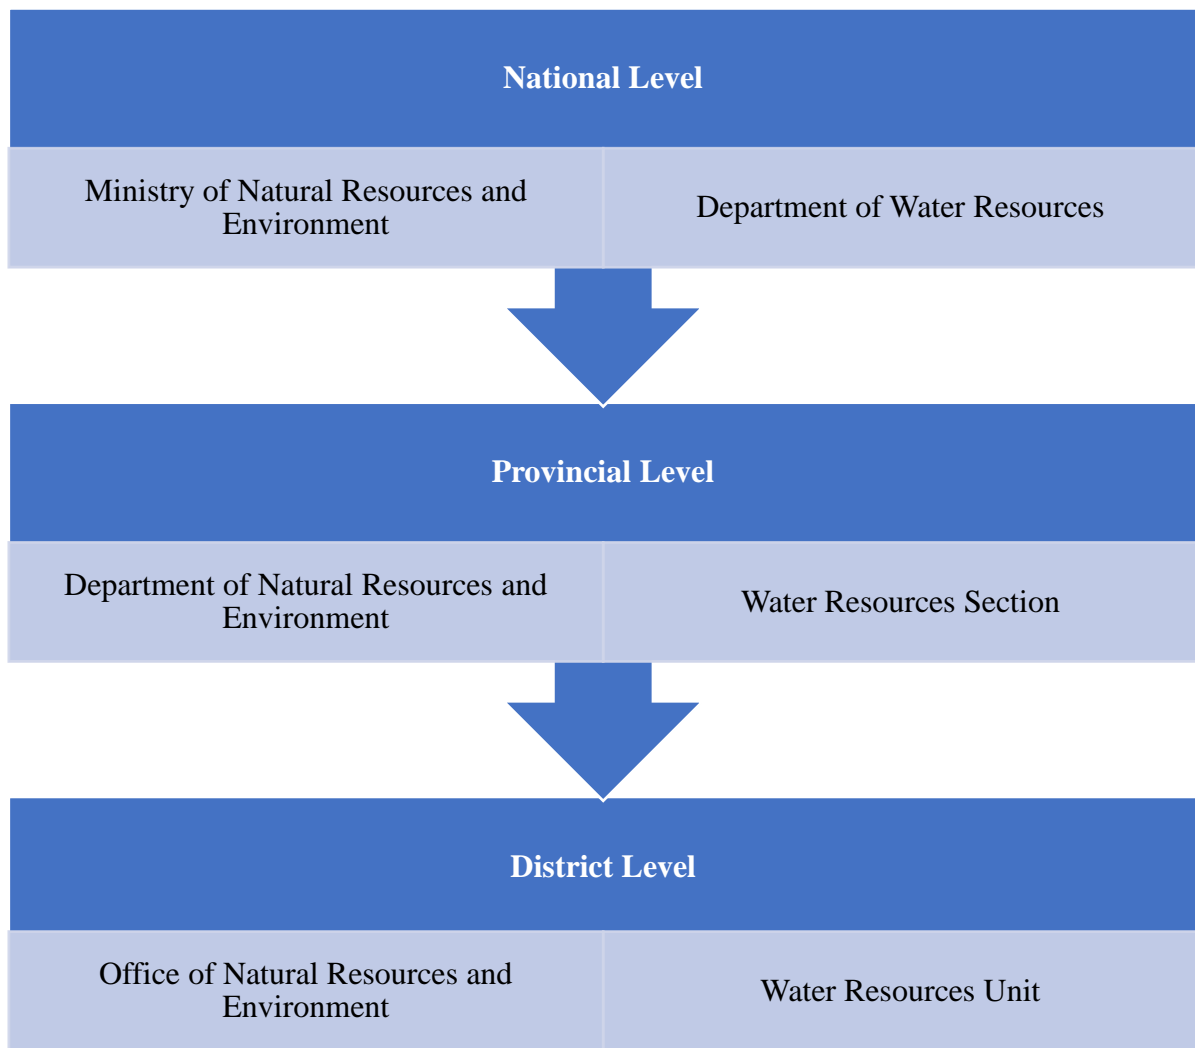 National Level
Ministry of Natural Resources and
Environment
Department of Water Resources
Provincial Level
Department of Natural Resources and
Environment
Water Resources Section
District Level
Office of Natural Resources and
Environment
Water Resources Unit